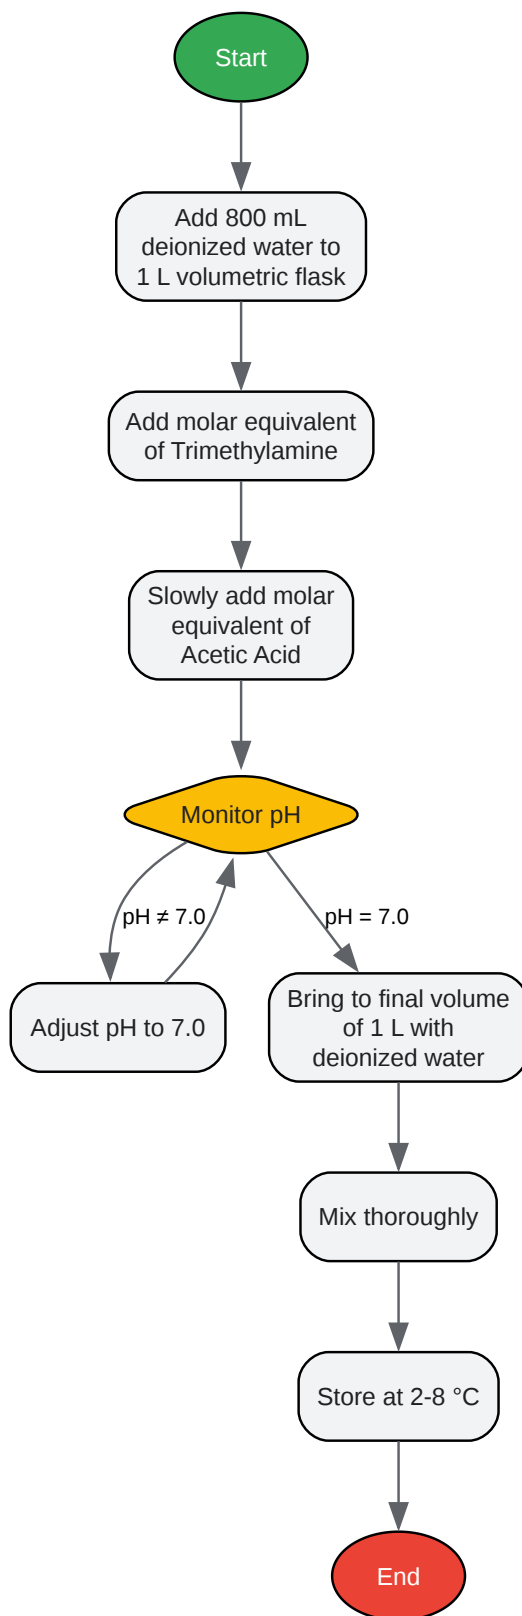 Start
Add 800 mL
deionized water to
1 L volumetric flask
Add molar equivalent
of Trimethylamine
Slowly add molar
equivalent of
Acetic Acid
Monitor pH
pH ≠ 7.0
pH = 7.0
Adjust pH to 7.0
Bring to final volume
of 1 L with
deionized water
Mix thoroughly
Store at 2-8 °C
End